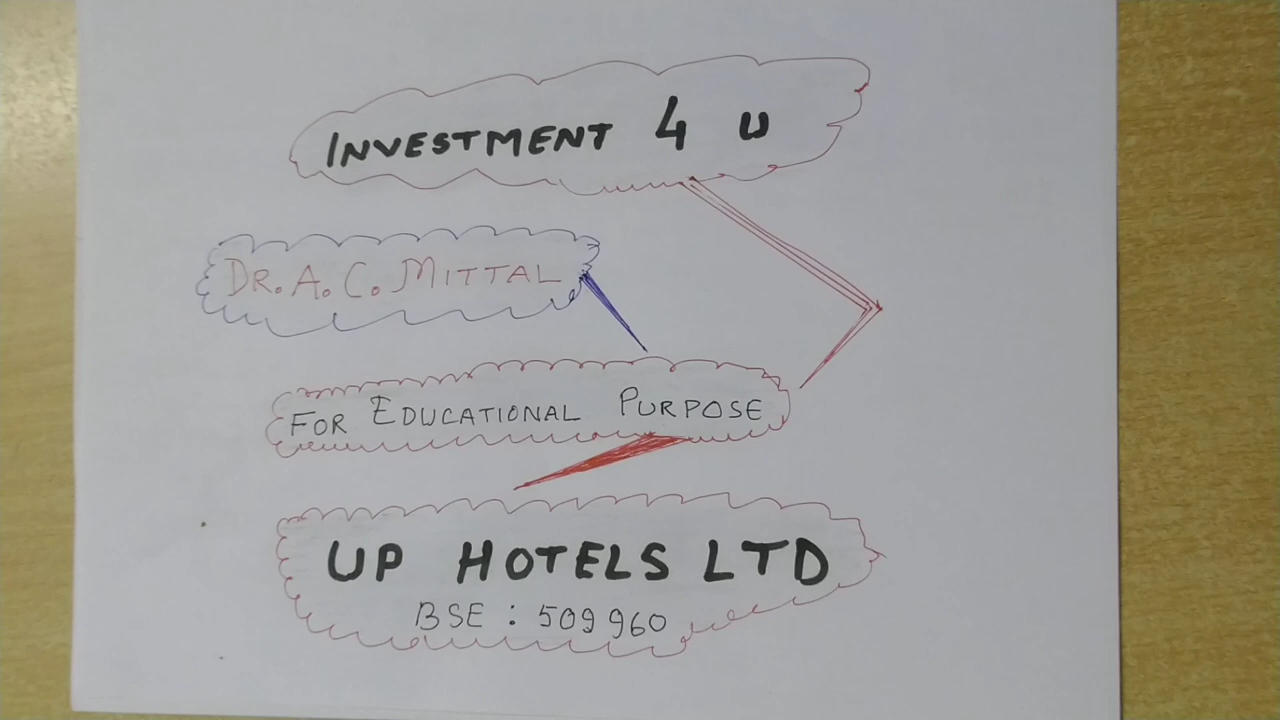 INVESTMENT 4 U
DR. A. C. MITTAL
FOR EDUCATIONAL PURPOSE
UP HOTELS LTD
BSE : 509960